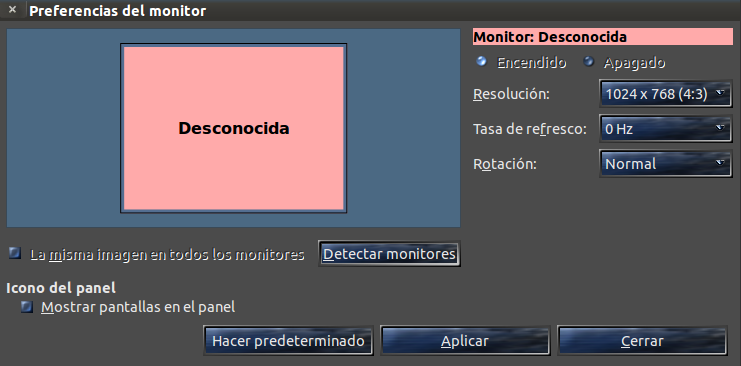 Preferencias del monitor
Desconocida
Monitor: Desconocida
Encendido Apagado
Resolución: 1024 x 768 (4:3)
Tasa de refresco: 0 Hz
Rotación: Normal
La misma imagen en todos los monitores Detectar monitores
Icono del panel
Mostrar pantallas en el panel
Hacer predeterminado Aplicar Cerrar